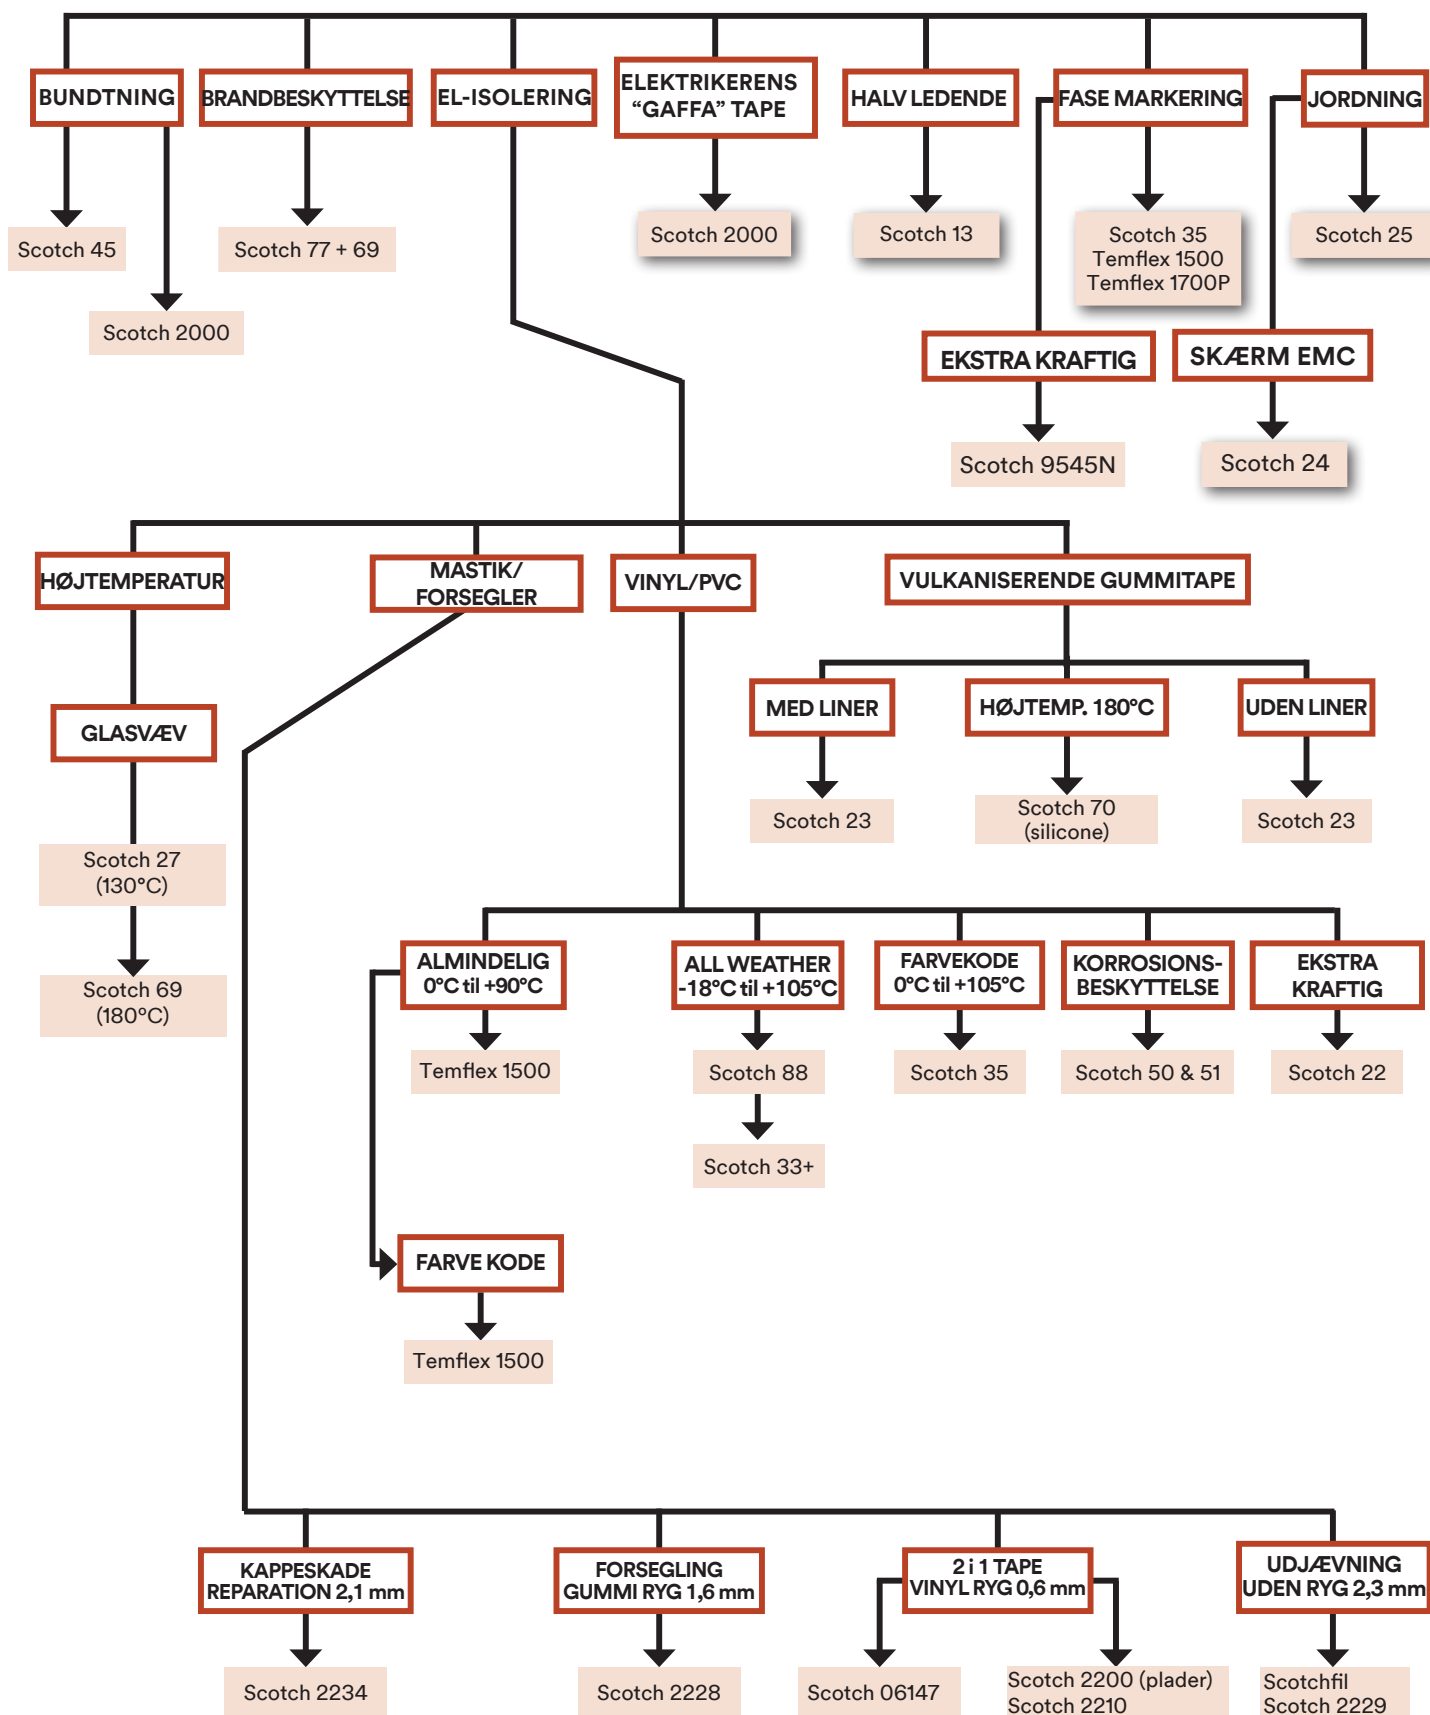 BUNDTNING
BRANDBESKYTTELSE
EL-ISOLERING
ELEKTRIKERENS
“GAFFA” TAPE
HALV LEDENDE
FASE MARKERING
JORDNING
Scotch 45
Scotch 2000
Scotch 77 + 69
Scotch 2000
Scotch 13
Scotch 35
Temflex 1500
Temflex 1700P
Scotch 25
EKSTRA KRAFTIG
SKÆRM EMC
Scotch 9545N
Scotch 24
HØJTEMPERATUR
MASTIK/
FORSEGLER
VINYL/PVC
VULKANISERENDE GUMMITAPE
GLASVÆV
MED LINER
HØJTEMP. 180°C
UDEN LINER
Scotch 23
Scotch 70
(silicone)
Scotch 23
Scotch 27
(130°C)
Scotch 69
(180°C)
ALMINDELIG
0°C til +90°C
ALL WEATHER
-18°C til +105°C
FARVEKODE
0°C til +105°C
KORROSIONS-
BESKYTTELSE
EKSTRA
KRAFTIG
Temflex 1500
Scotch 88
Scotch 35
Scotch 50 & 51
Scotch 22
Scotch 33+
FARVE KODE
Temflex 1500
KAPPESKADE
REPARATION 2,1 mm
FORSEGLING
GUMMI RYG 1,6 mm
2 i 1 TAPE
VINYL RYG 0,6 mm
UDJÆVNING
UDEN RYG 2,3 mm
Scotch 2234
Scotch 2228
Scotch 06147
Scotch 2200 (plader)
Scotch 2210
Scotchfil
Scotch 2229